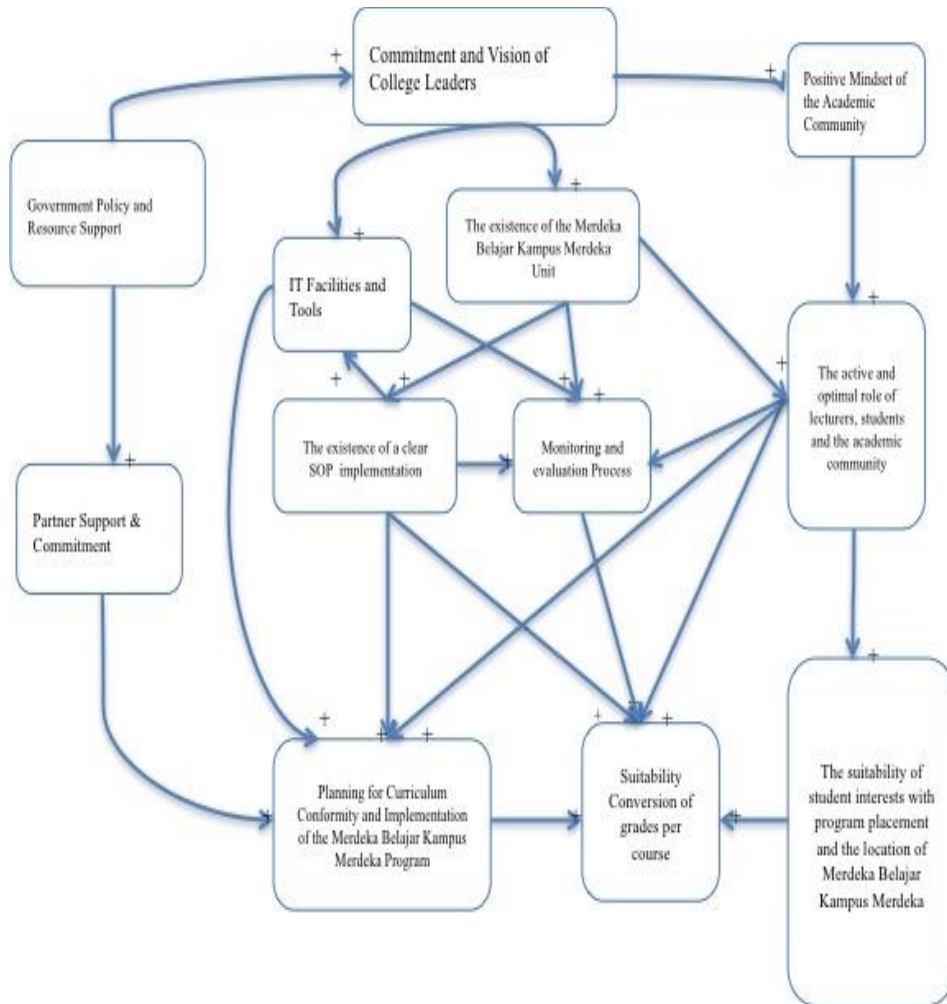 Commitment and Vision of
College Leaders
Positive Mindset of
the Academic
Community
Government Policy and
Resource Support
The existence of the Merdeka
Belajar Kampus Merdeka
Unit
IT Facilities and
Tools
The active and
optimal role of
lecturers, students
and the academic
community
The existence of a clear
SOP implementation
Monitoring and
evaluation Process
Partner Support &
Commitment
Planning for Curriculum
Conformity and Implementation
of the Merdeka Belajar Kampus
Merdeka Program
Suitability
Conversion of
grades per
course
The suitability of
student interests with
program placement
and the location of
Merdeka Belajar
Kampus Merdeka